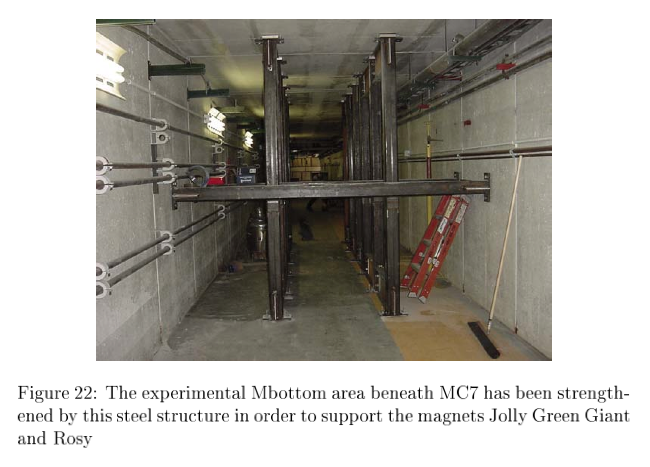 Figure 22: The experimental Mbottom area beneath MC7 has been strength-
ened by this steel structure in order to support the magnets Jolly Green Giant
and Rosy